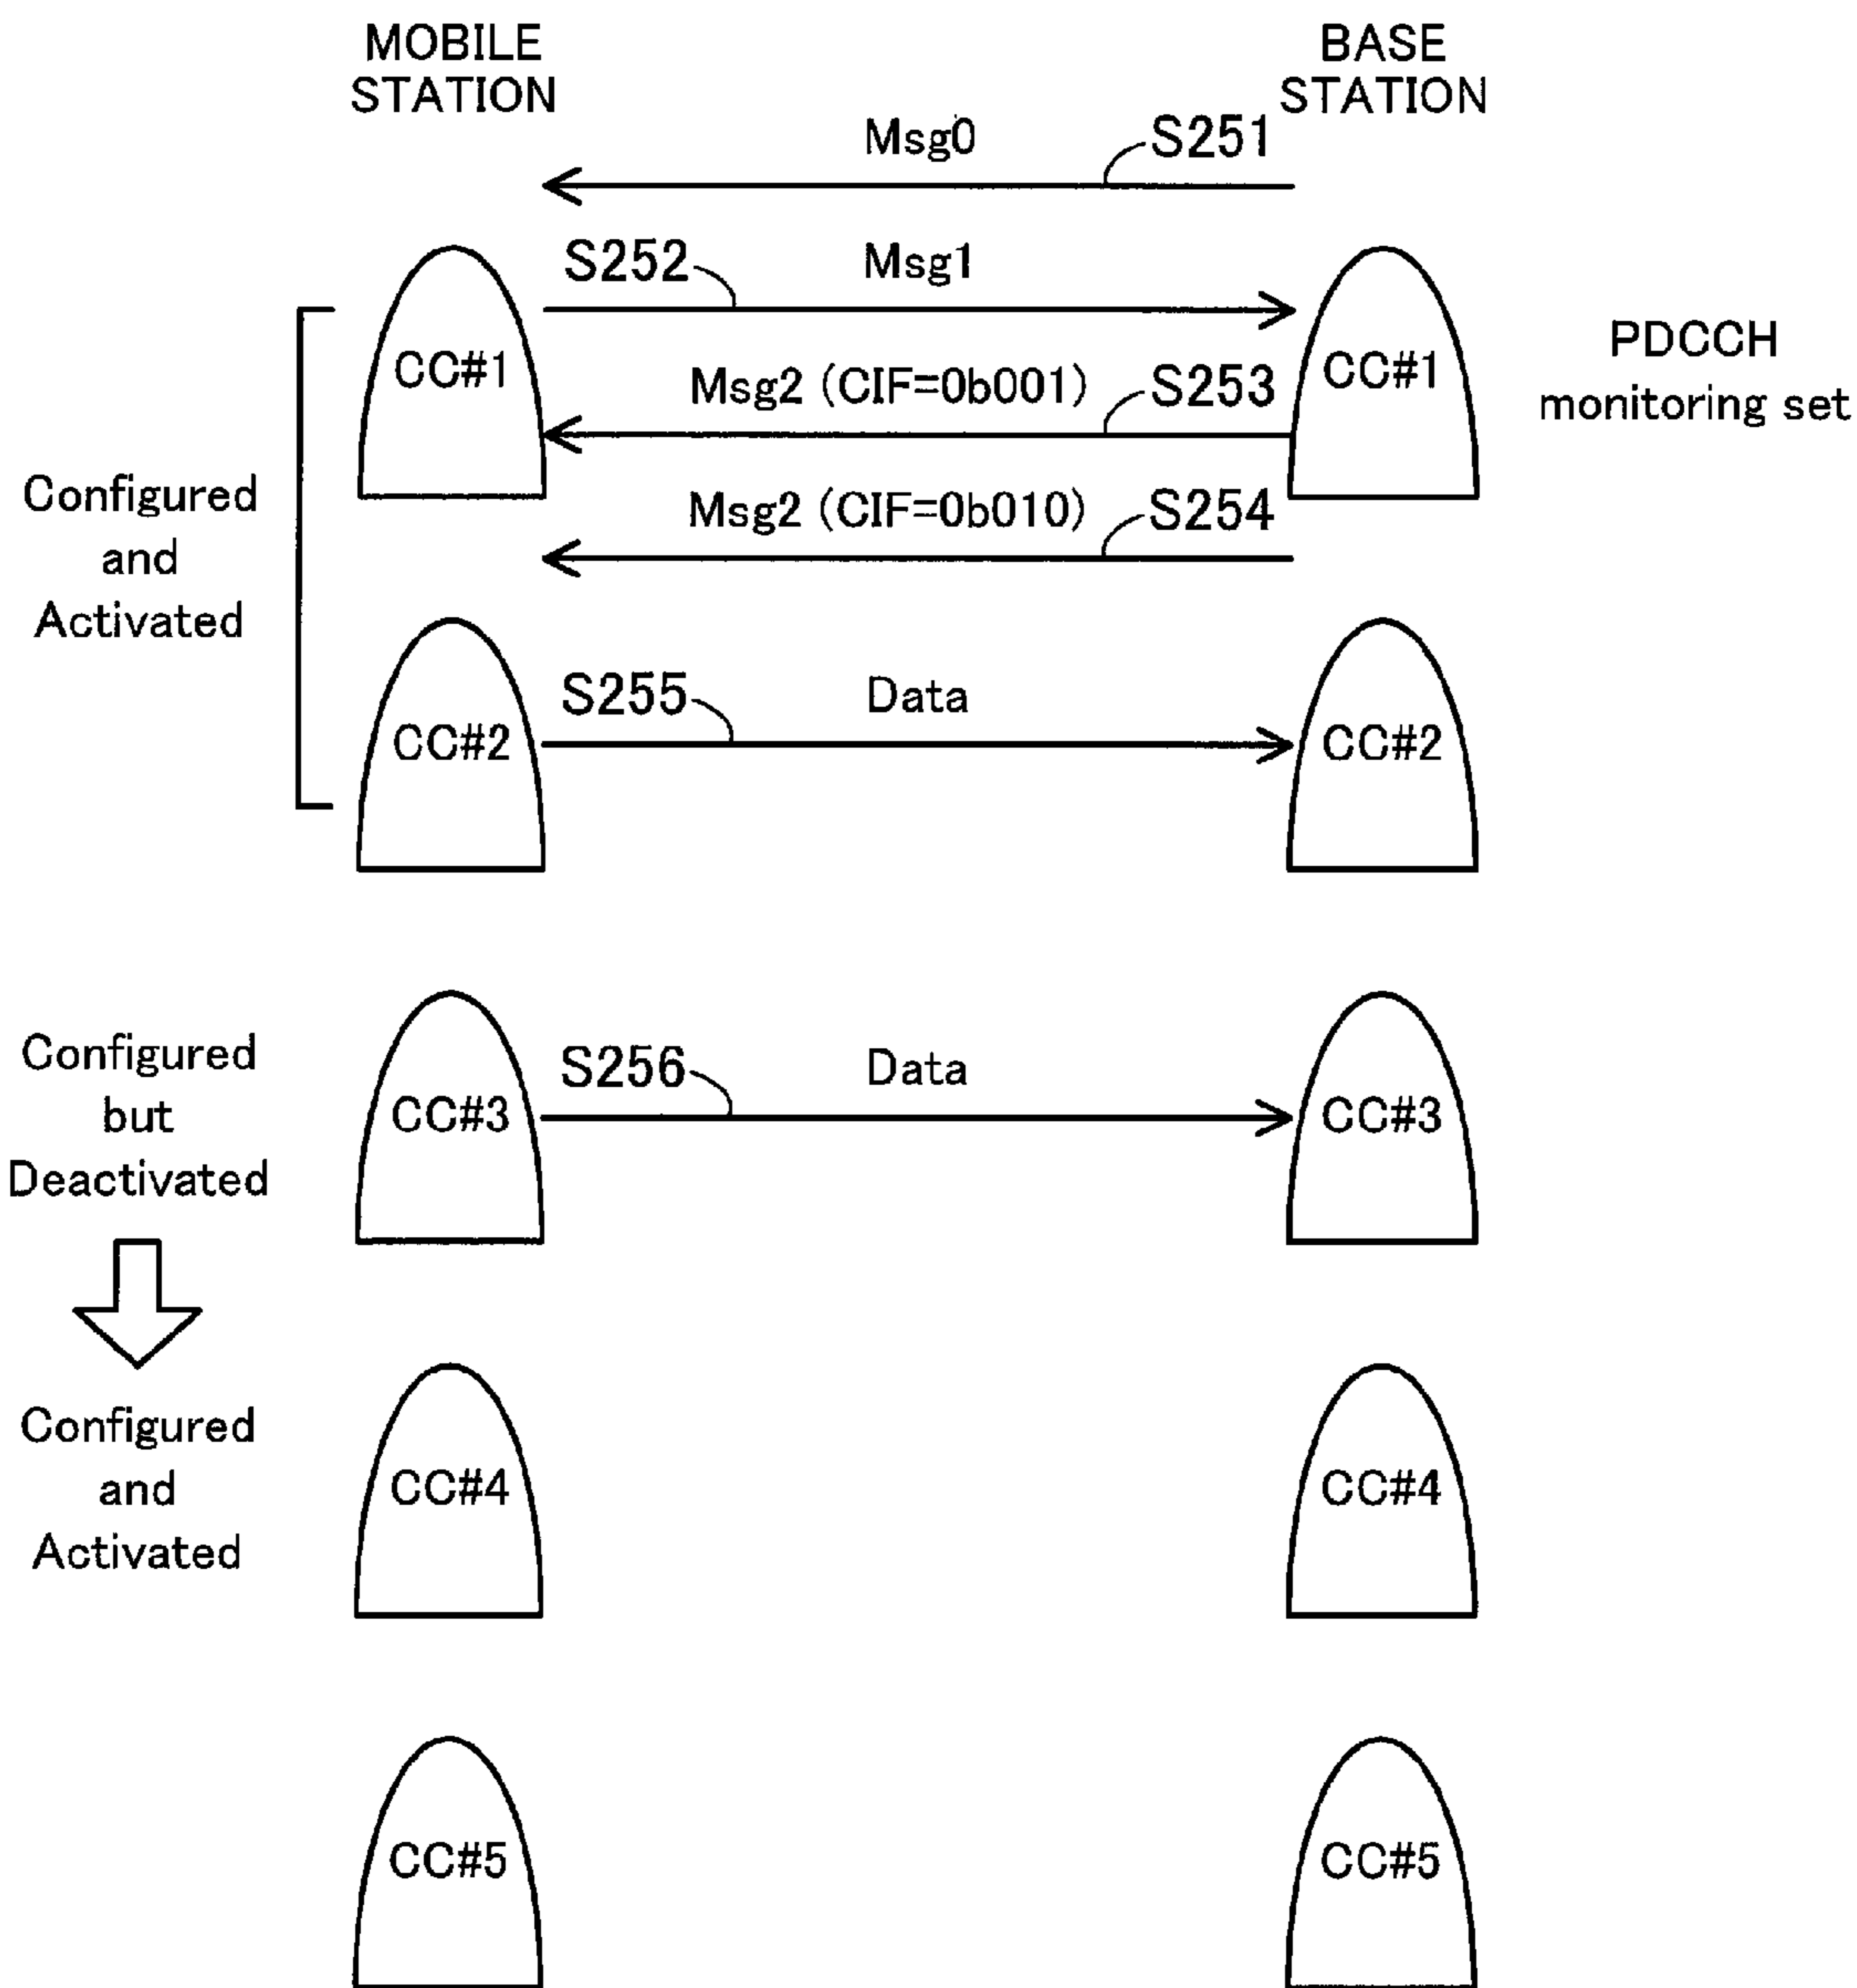 MOBILE
STATION
BASE
STATION
Msg0
S251
S252
Msg1
CC#1
CC#1
PDCCH
monitoring set
Msg2 (CIF=0b001)
S253
Configured
and
Activated
Msg2 (CIF=0b010)
S254
S255
Data
CC#2
CC#2
Configured
but
Deactivated
S256
Data
CC#3
CC#3
Configured
and
Activated
CC#4
CC#4
CC#5
CC#5